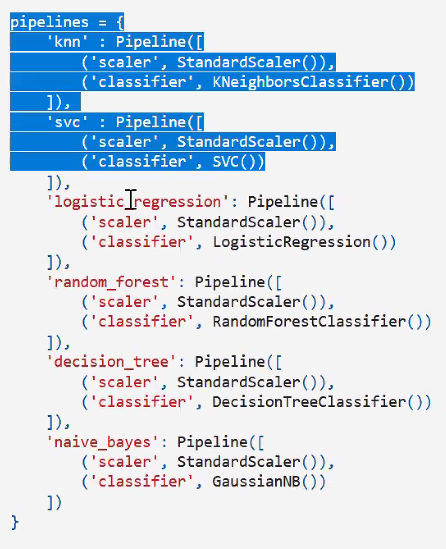 pipelines = {
    'knn' : Pipeline([
        ('scaler', StandardScaler()),
        ('classifier', KNeighborsClassifier())
    ]),
    'svc' : Pipeline([
        ('scaler', StandardScaler()),
        ('classifier', SVC())
    ]),
    'logistic_regression': Pipeline([
        ('scaler', StandardScaler()),
        ('classifier', LogisticRegression())
    ]),
    'random_forest': Pipeline([
        ('scaler', StandardScaler()),
        ('classifier', RandomForestClassifier())
    ]),
    'decision_tree': Pipeline([
        ('scaler', StandardScaler()),
        ('classifier', DecisionTreeClassifier())
    ]),
    'naive_bayes': Pipeline([
        ('scaler', StandardScaler()),
        ('classifier', GaussianNB())
    ])
}